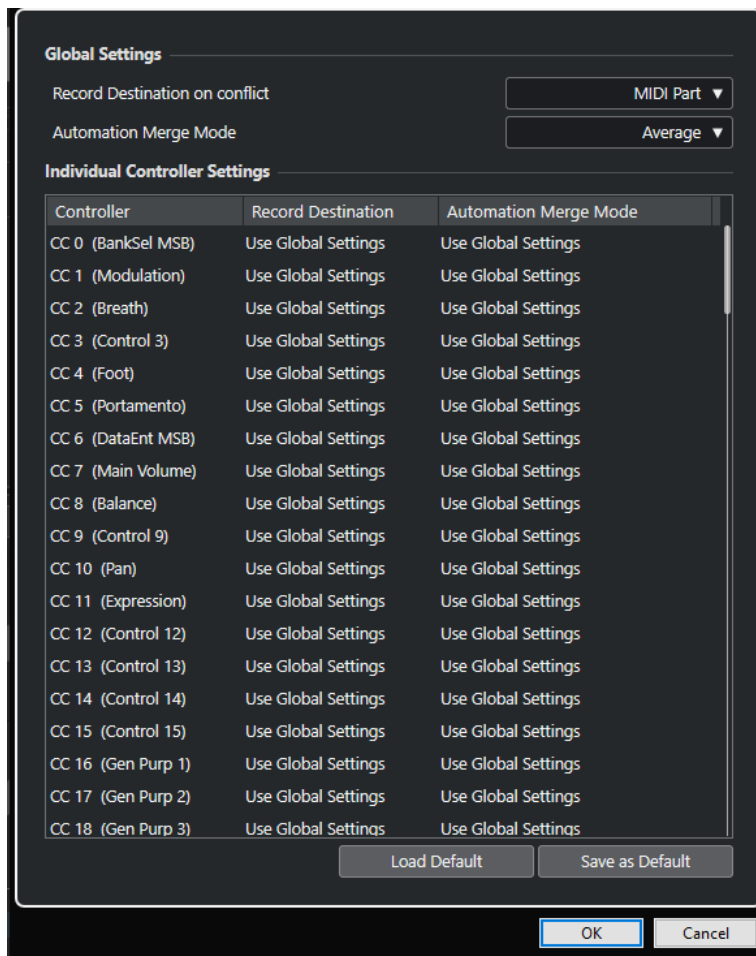 Global Settings
Record Destination on conflict MIDI Part ▼
Automation Merge Mode Average ▼
Individual Controller Settings
Controller Record Destination Automation Merge Mode
CC 0 (BankSel MSB) Use Global Settings Use Global Settings
CC 1 (Modulation) Use Global Settings Use Global Settings
CC 2 (Breath) Use Global Settings Use Global Settings
CC 3 (Control 3) Use Global Settings Use Global Settings
CC 4 (Foot) Use Global Settings Use Global Settings
CC 5 (Portamento) Use Global Settings Use Global Settings
CC 6 (DataEnt MSB) Use Global Settings Use Global Settings
CC 7 (Main Volume) Use Global Settings Use Global Settings
CC 8 (Balance) Use Global Settings Use Global Settings
CC 9 (Control 9) Use Global Settings Use Global Settings
CC 10 (Pan) Use Global Settings Use Global Settings
CC 11 (Expression) Use Global Settings Use Global Settings
CC 12 (Control 12) Use Global Settings Use Global Settings
CC 13 (Control 13) Use Global Settings Use Global Settings
CC 14 (Control 14) Use Global Settings Use Global Settings
CC 15 (Control 15) Use Global Settings Use Global Settings
CC 16 (Gen Purp 1) Use Global Settings Use Global Settings
CC 17 (Gen Purp 2) Use Global Settings Use Global Settings
CC 18 (Gen Purp 3) Use Global Settings Use Global Settings
Load Default Save as Default
OK Cancel